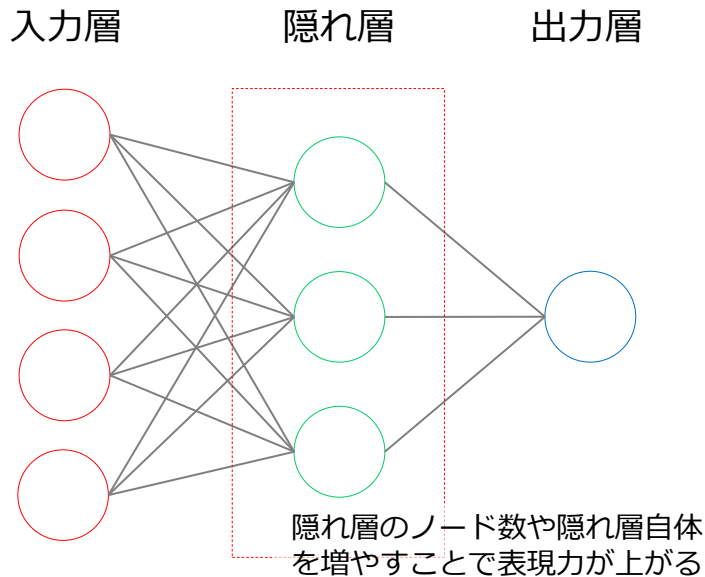 入力層
隠れ層
出力層
隠れ層のノード数や隠れ層自体
を増やすことで表現力が上がる